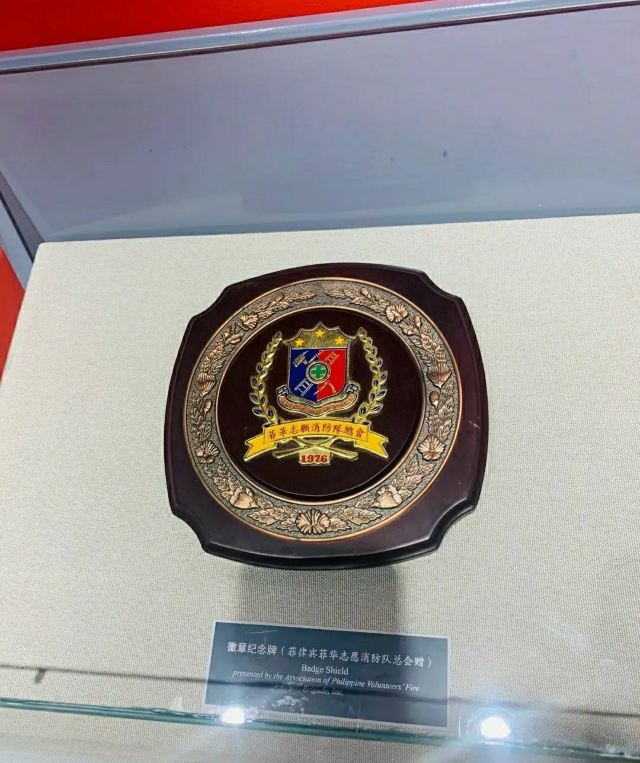 菲華志願消防隊總會
1976
徽章纪念牌（菲律宾菲华志愿消防队总会赠）
Badge Shield
presented by the Association of Philippine Volunteers' Fire
Brigade, Inc.